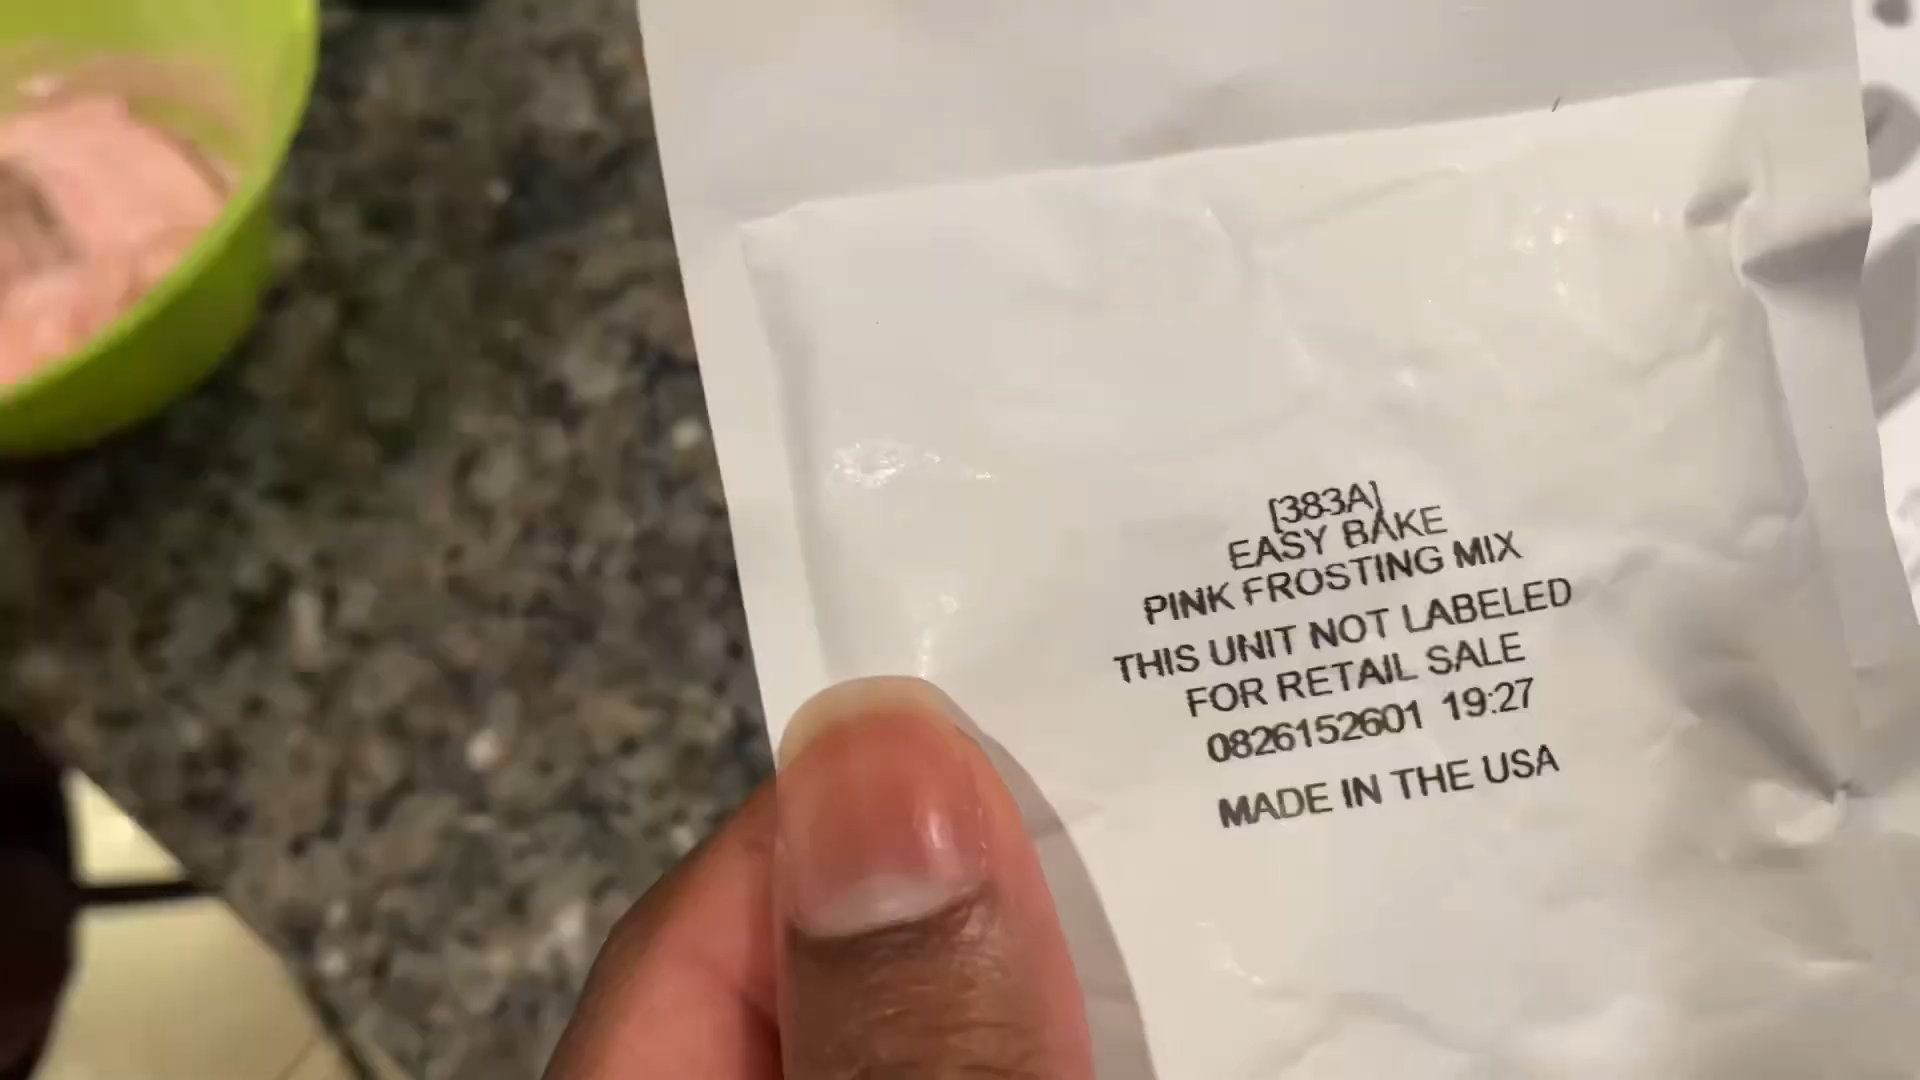 [383A]
EASY BAKE
PINK FROSTING MIX
THIS UNIT NOT LABELED
FOR RETAIL SALE
0826152601 19:27
MADE IN THE USA